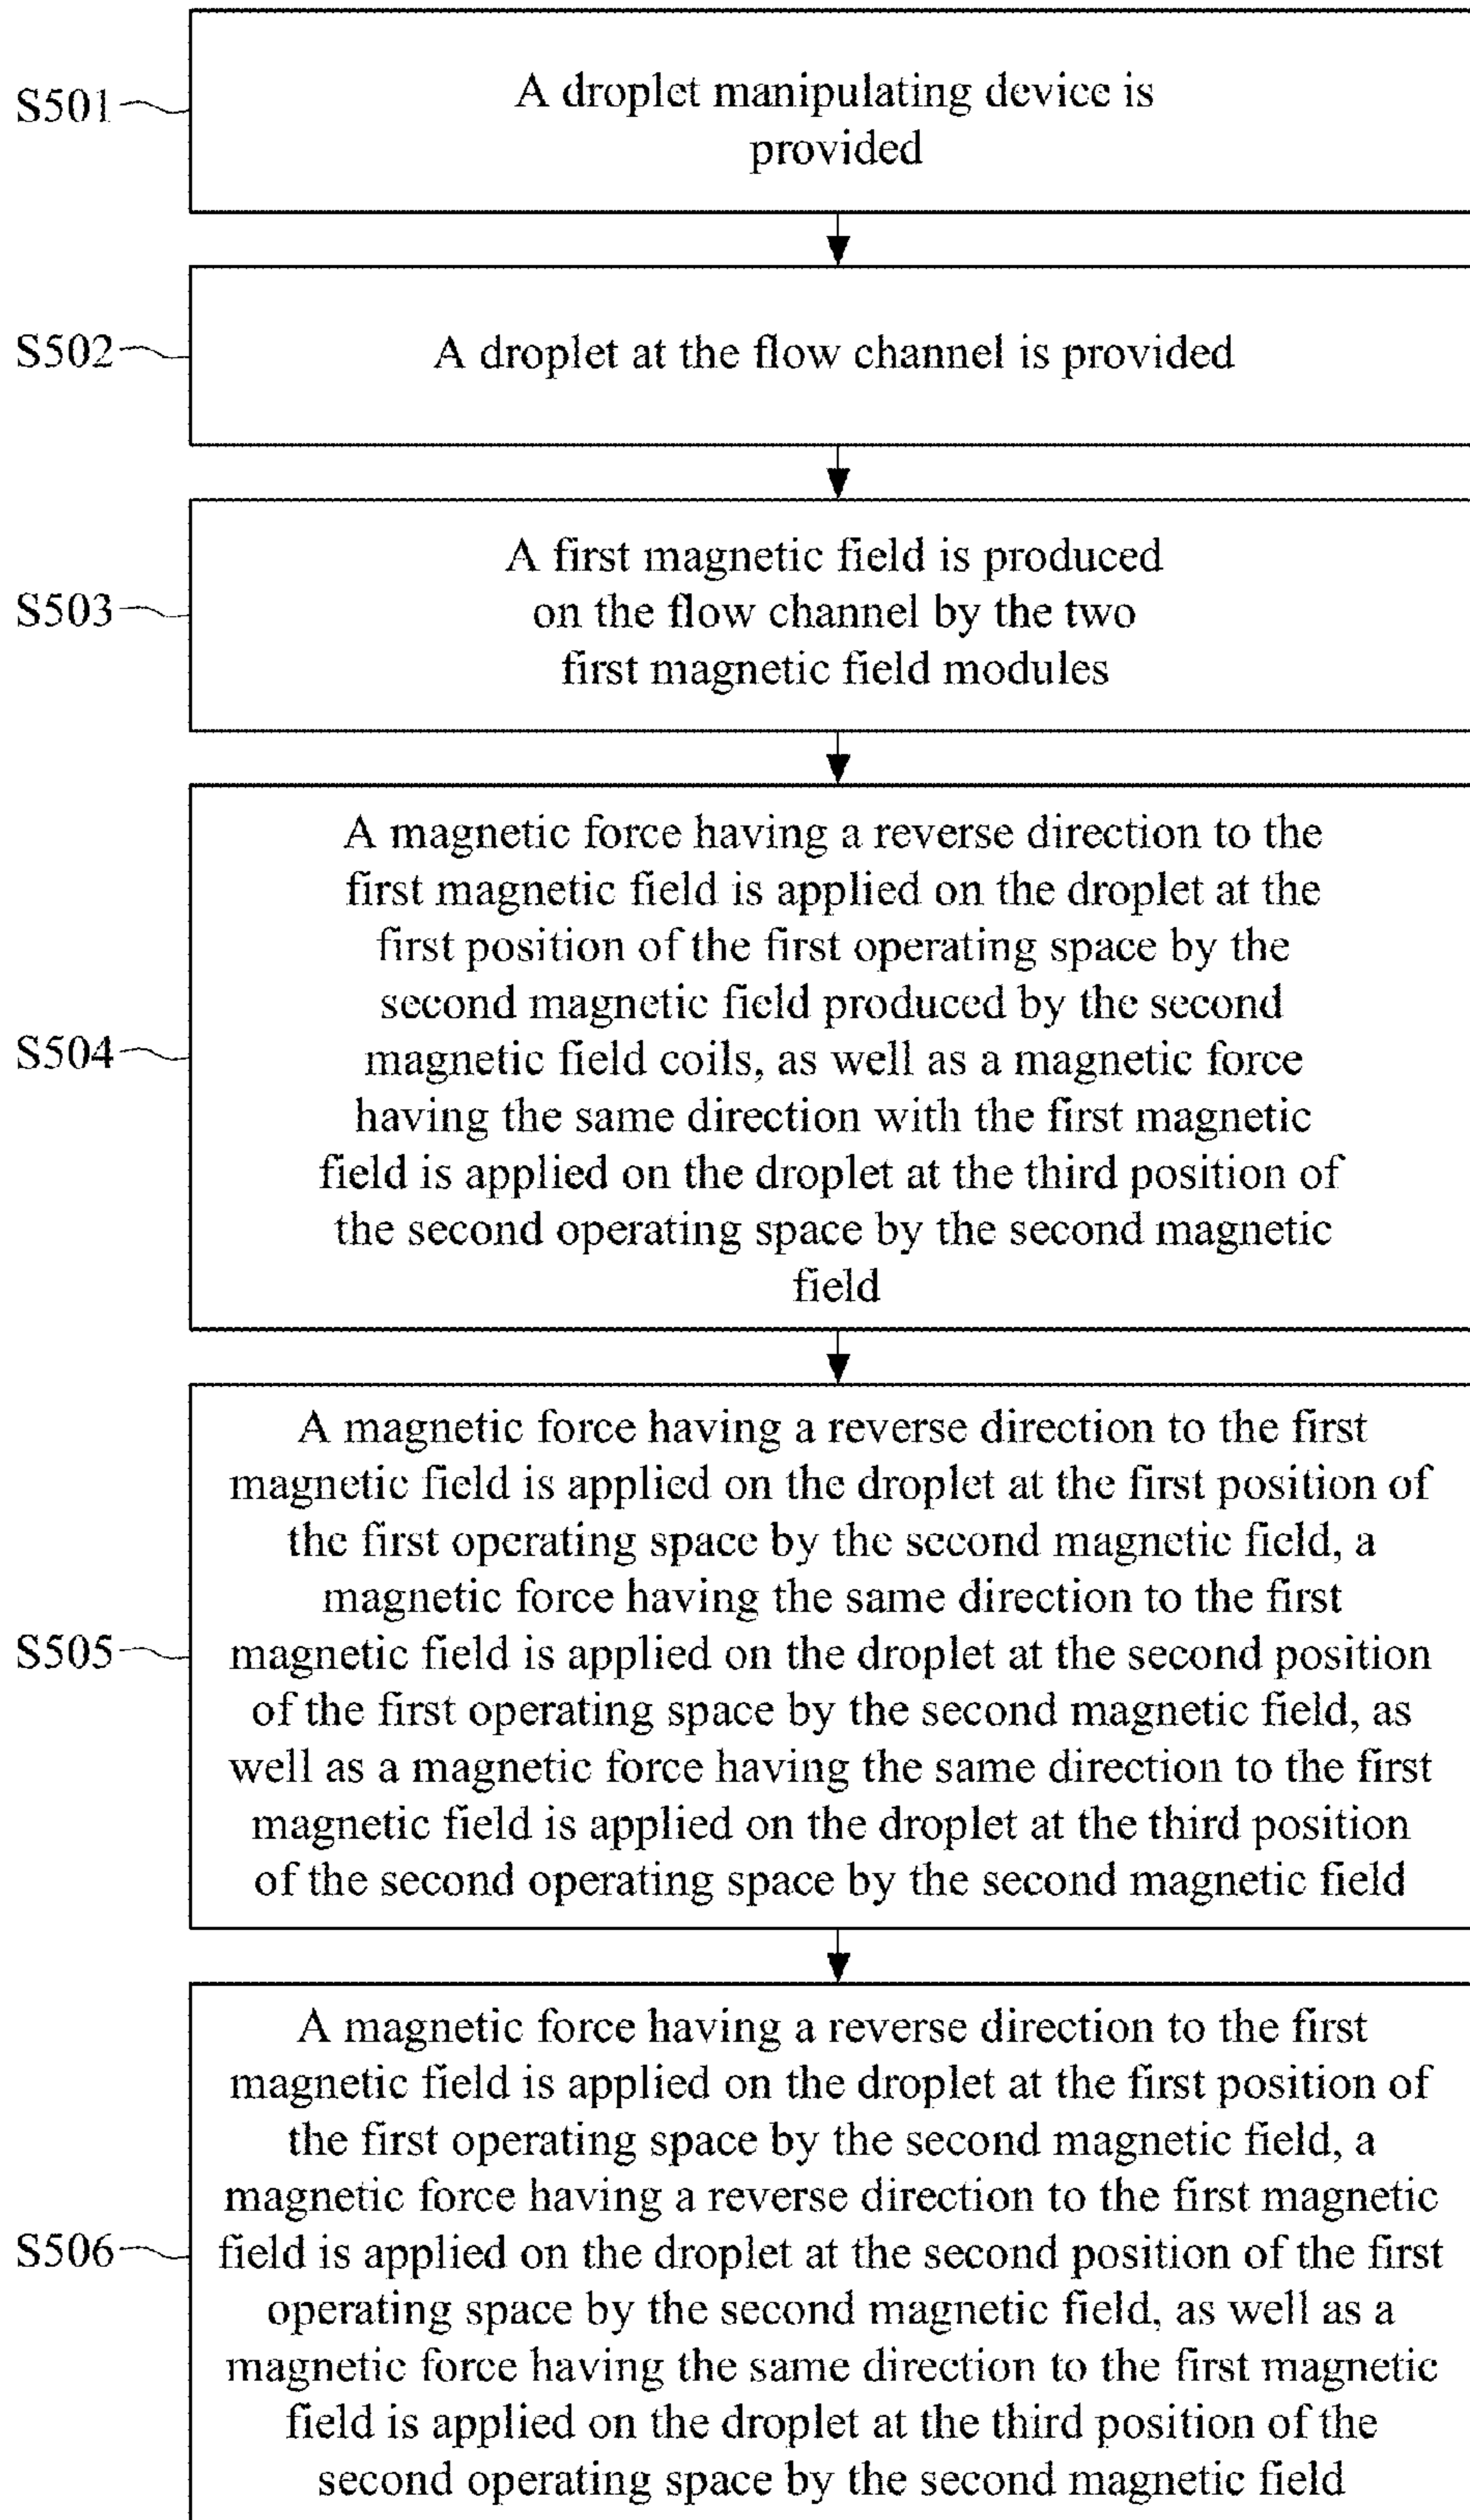 S501
A droplet manipulating device is
provided
S502
A droplet at the flow channel is provided
S503
A first magnetic field is produced
on the flow channel by the two
first magnetic field modules
S504
A magnetic force having a reverse direction to the
first magnetic field is applied on the droplet at the
first position of the first operating space by the
second magnetic field produced by the second
magnetic field coils, as well as a magnetic force
having the same direction with the first magnetic
field is applied on the droplet at the third position of
the second operating space by the second magnetic
field
S505
A magnetic force having a reverse direction to the first
magnetic field is applied on the droplet at the first position of
the first operating space by the second magnetic field, a
magnetic force having the same direction to the first
magnetic field is applied on the droplet at the second position
of the first operating space by the second magnetic field, as
well as a magnetic force having the same direction to the first
magnetic field is applied on the droplet at the third position
of the second operating space by the second magnetic field
S506
A magnetic force having a reverse direction to the first
magnetic field is applied on the droplet at the first position of
the first operating space by the second magnetic field, a
magnetic force having a reverse direction to the first magnetic
field is applied on the droplet at the second position of the first
operating space by the second magnetic field, as well as a
magnetic force having the same direction to the first magnetic
field is applied on the droplet at the third position of the
second operating space by the second magnetic field